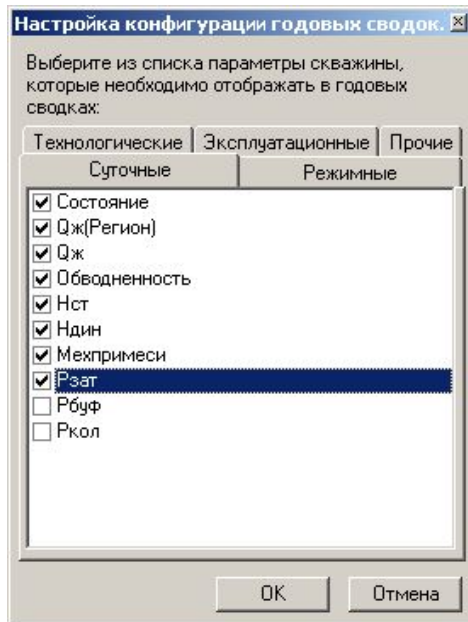 Настройка конфигурации годовых сводок.
Выберите из списка параметры скважины,
которые необходимо отображать в годовых
сводках:
Технологические Эксплуатационные Прочие
Суточные Режимные
Состояние
Qж(Регион)
Qж
Обводненность
Нст
Ндин
Мехпримеси
Рзат
Рбуф
Ркол
OK Отмена